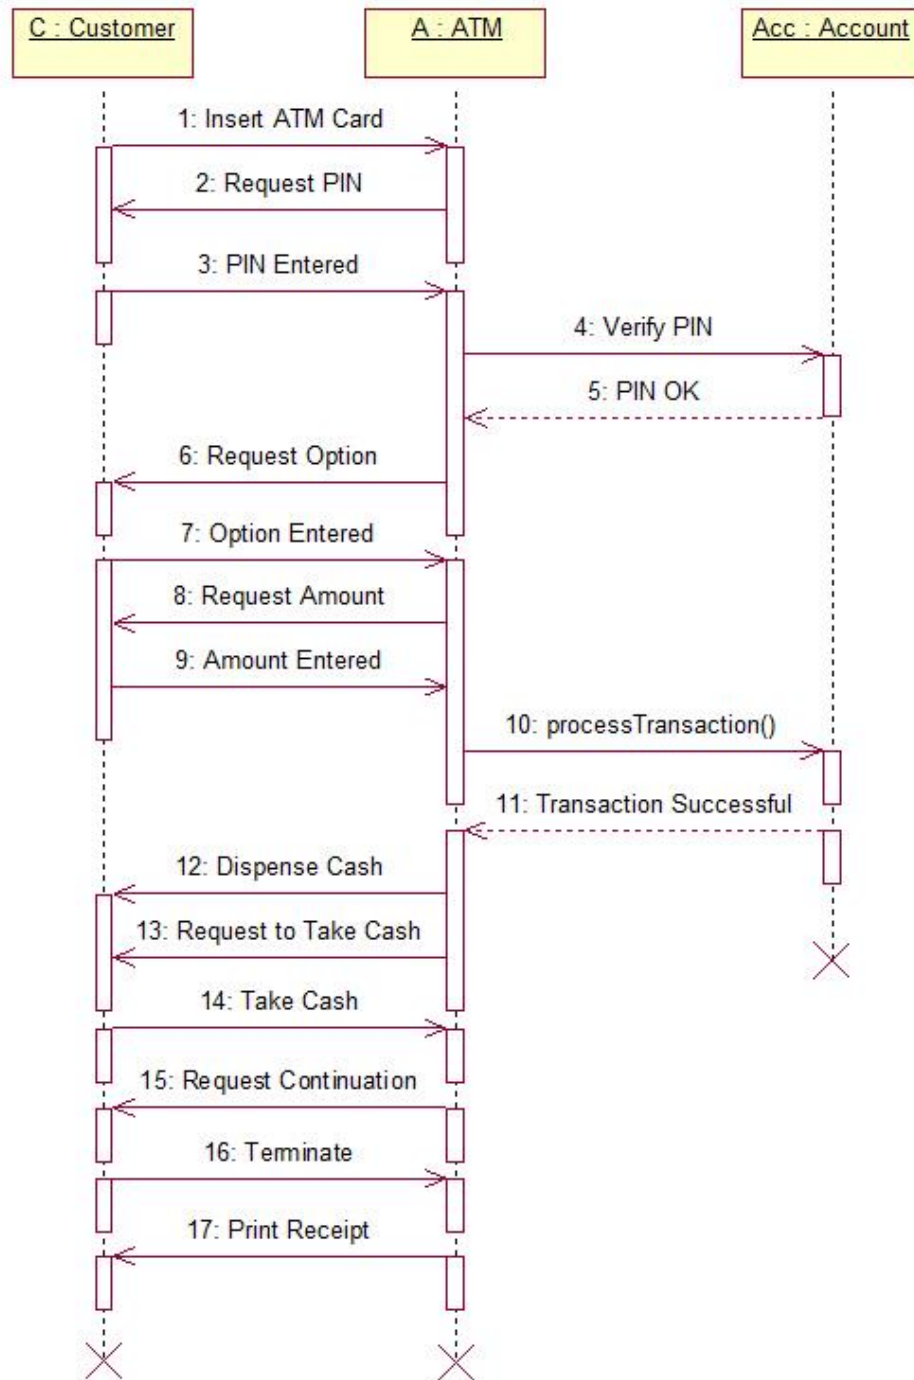 C : Customer
A : ATM
Acc : Account
1: Insert ATM Card
2: Request PIN
3: PIN Entered
4: Verify PIN
5: PIN OK
6: Request Option
7: Option Entered
8: Request Amount
9: Amount Entered
10: processTransaction()
11: Transaction Successful
12: Dispense Cash
13: Request to Take Cash
14: Take Cash
15: Request Continuation
16: Terminate
17: Print Receipt